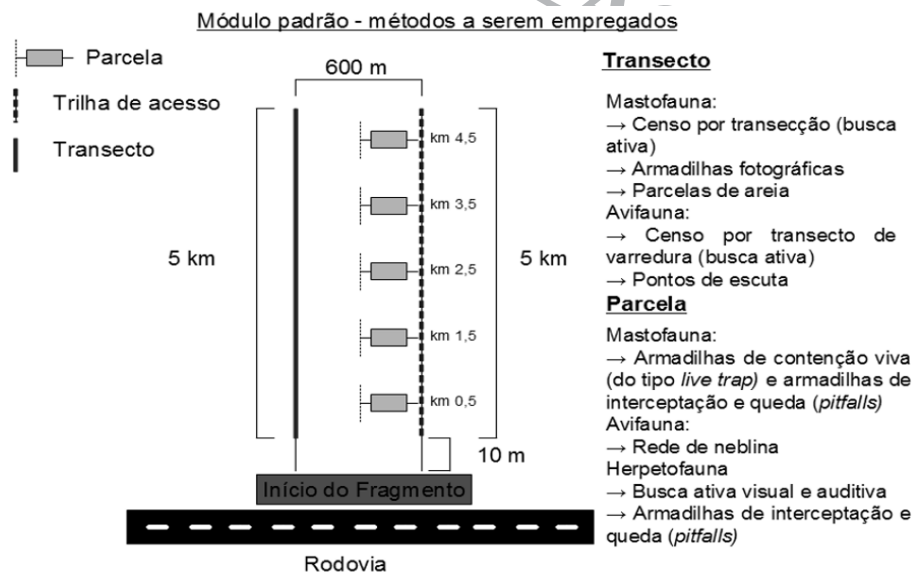 Módulo padrão - métodos a serem empregados
Parcela
Trilha de acesso
Transecto
600 m
km 4,5
km 3,5
5 km
km 2,5
5 km
km 1,5
km 0,5
10 m
Início do Fragmento
Rodovia
Transecto
Mastofauna:
→ Censo por transecção (busca
ativa)
→ Armadilhas fotográficas
→ Parcelas de areia
Avifauna:
→ Censo por transecto de
varredura (busca ativa)
→ Pontos de escuta
Parcela
Mastofauna:
→ Armadilhas de contenção viva
(do tipo live trap) e armadilhas de
interceptação e queda (pitfalls)
Avifauna:
→ Rede de neblina
Herpetofauna
→ Busca ativa visual e auditiva
→ Armadilhas de interceptação e
queda (pitfalls)